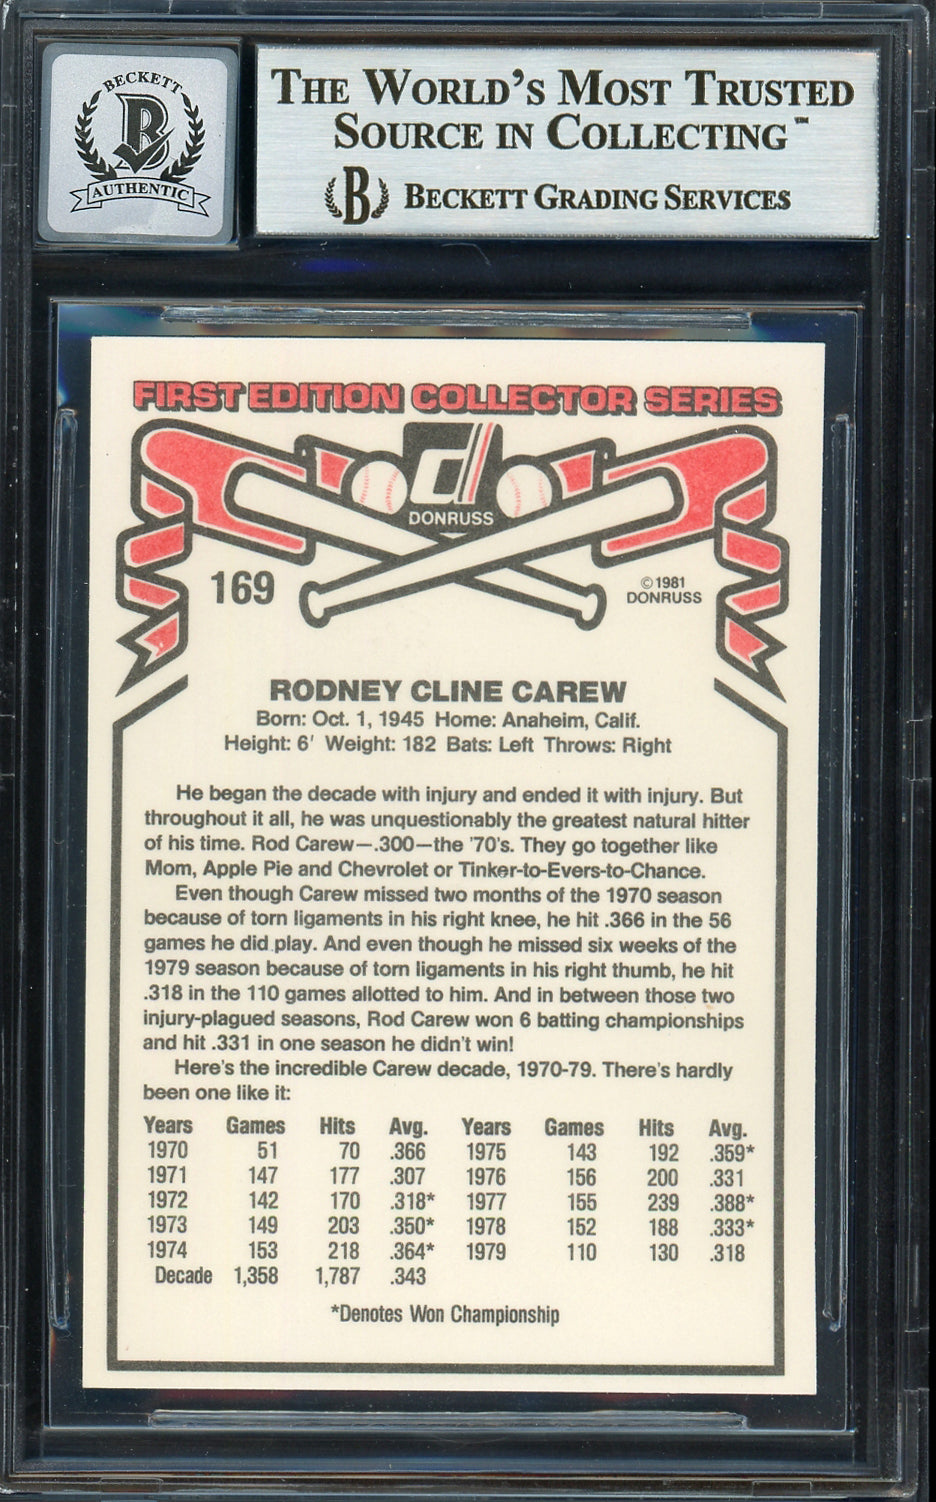 BECKETT
B
AUTHENTIC
THE WORLD'S MOST TRUSTED
SOURCE IN COLLECTING™
B BECKETT GRADING SERVICES
FIRST EDITION COLLECTOR SERIES
d
DONRUSS
169
©1981
DONRUSS
RODNEY CLINE CAREW
Born: Oct. 1, 1945 Home: Anaheim, Calif.
Height: 6' Weight: 182 Bats: Left Throws: Right
He began the decade with injury and ended it with injury. But
throughout it all, he was unquestionably the greatest natural hitter
of his time. Rod Carew—.300—the '70's. They go together like
Mom, Apple Pie and Chevrolet or Tinker-to-Evers-to-Chance.
Even though Carew missed two months of the 1970 season
because of torn ligaments in his right knee, he hit .366 in the 56
games he did play. And even though he missed six weeks of the
1979 season because of torn ligaments in his right thumb, he hit
.318 in the 110 games allotted to him. And in between those two
injury-plagued seasons, Rod Carew won 6 batting championships
and hit .331 in one season he didn't win!
Here's the incredible Carew decade, 1970-79. There's hardly
been one like it:
Years Games Hits Avg. Years Games Hits Avg.
1970 51 70 .366 1975 143 192 .359*
1971 147 177 .307 1976 156 200 .331
1972 142 170 .318* 1977 155 239 .388*
1973 149 203 .350* 1978 152 188 .333*
1974 153 218 .364* 1979 110 130 .318
Decade 1,358 1,787 .343
*Denotes Won Championship